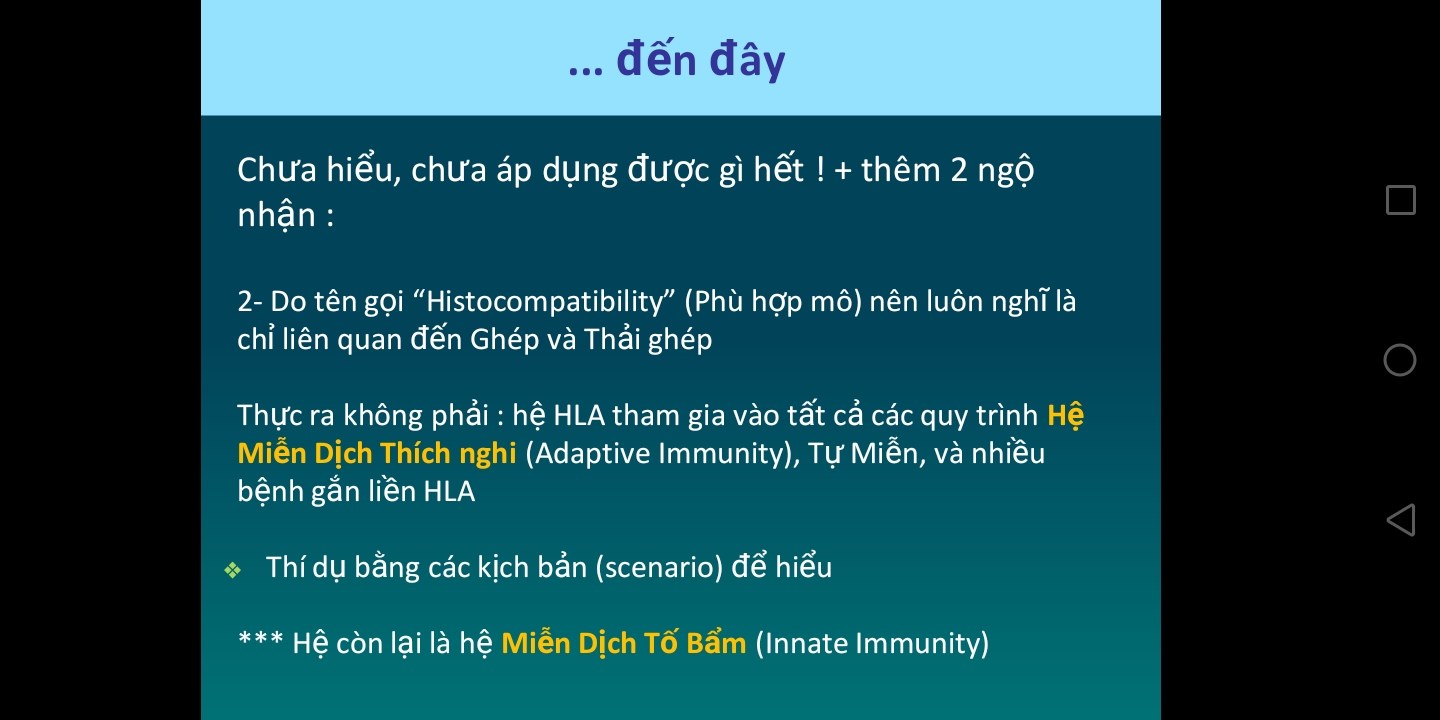 ... đến đây
Chưa hiểu, chưa áp dụng được gì hết ! + thêm 2 ngộ
nhận :
2- Do tên gọi “Histocompatibility” (Phù hợp mô) nên luôn nghĩ là
chỉ liên quan đến Ghép và Thải ghép
Thực ra không phải : hệ HLA tham gia vào tất cả các quy trình Hệ
Miễn Dịch Thích nghi (Adaptive Immunity), Tự Miễn, và nhiều
bệnh gắn liền HLA
❖ Thí dụ bằng các kịch bản (scenario) để hiểu
*** Hệ còn lại là hệ Miễn Dịch Tố Bẩm (Innate Immunity)